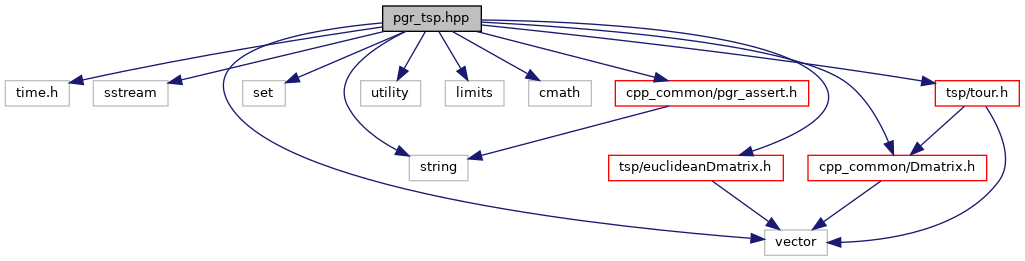 pgr_tsp.hpp
time.h
sstream
set
utility
limits
cmath
cpp_common/pgr_assert.h
tsp/tour.h
string
tsp/euclideanDmatrix.h
cpp_common/Dmatrix.h
vector